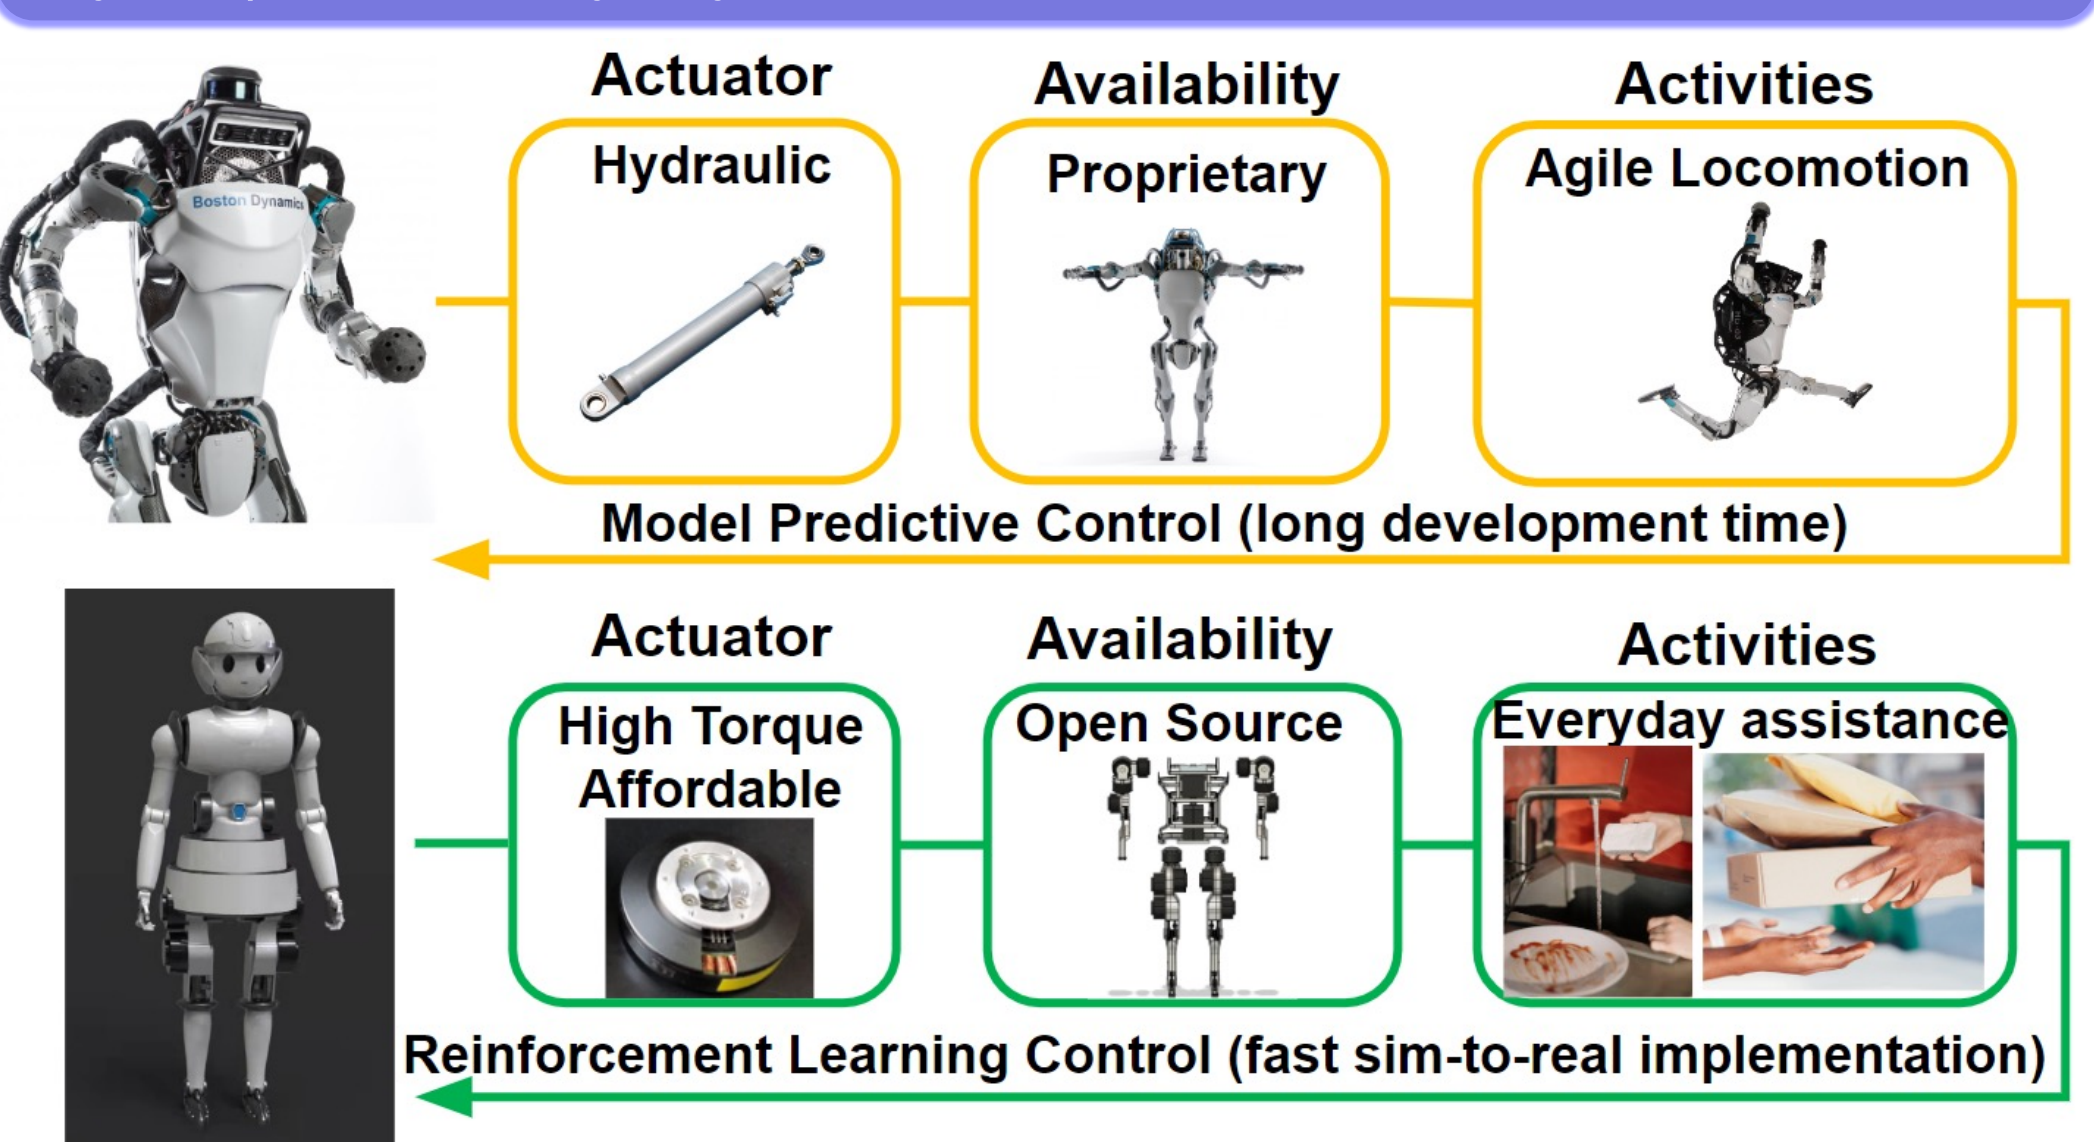 Actuator
Availability
Activities
Hydraulic
Proprietary
Agile Locomotion
Boston Dynamics
Model Predictive Control (long development time)
Actuator
Availability
Activities
High Torque
Affordable
Open Source
Everyday assistance
Reinforcement Learning Control (fast sim-to-real implementation)